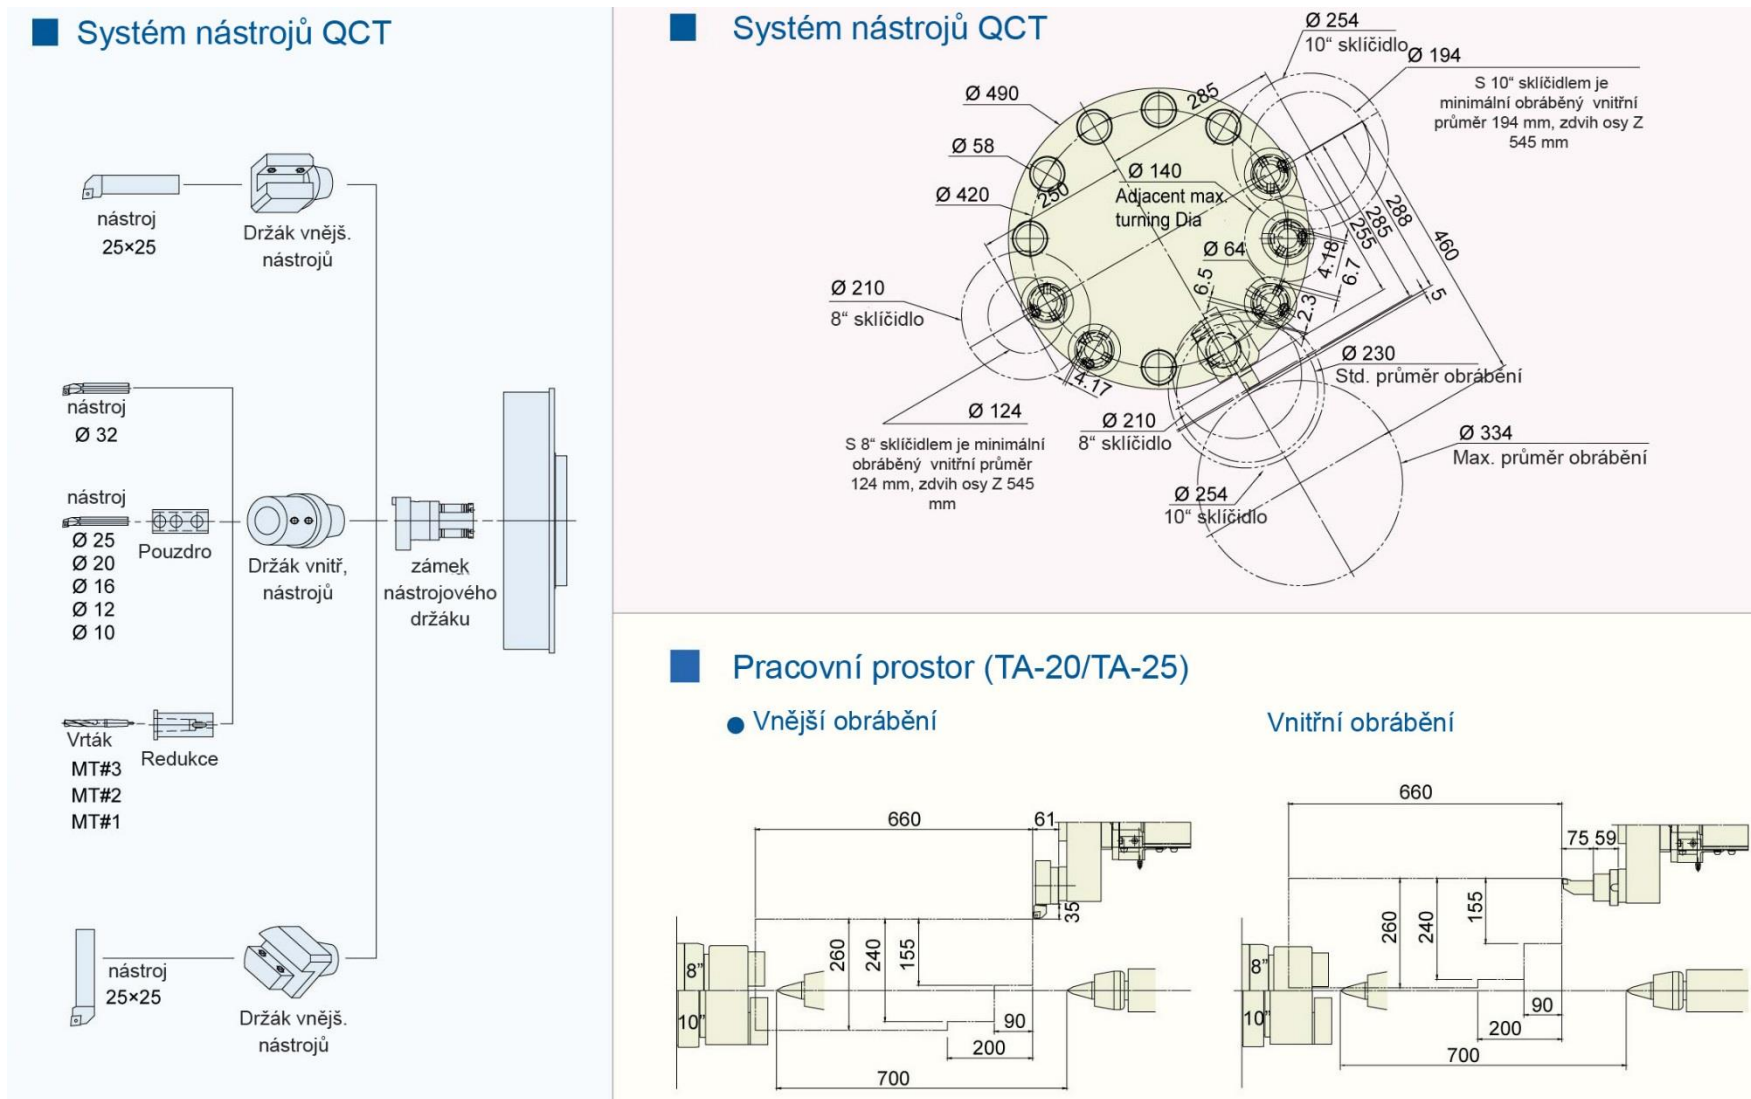 Systém nástrojů QCT
nástroj
25×25
Držák vnějš.
nástrojů
nástroj
Ø 32
nástroj
Ø 25
Ø 20
Ø 16
Ø 12
Ø 10
Pouzdro
Držák vnitř,
nástrojů
zámek
nástrojového
držáku
Vrták
MT#3
MT#2
MT#1
Redukce
nástroj
25×25
Držák vnějš.
nástrojů
Systém nástrojů QCT
Ø 254
10“ sklíčidlo
Ø 194
S 10“ sklíčidlem je
minimální obráběný vnitřní
průměr 194 mm, zdvih osy Z
545 mm
Ø 490
285
Ø 58
Ø 140
Adjacent max.
turning Dia
250
Ø 420
288
285
255
460
Ø 64
4.18
6.7
6.5
2.3
5
Ø 210
8“ sklíčidlo
Ø 230
Std. průměr obrábění
4.17
Ø 124
S 8“ sklíčidlem je minimální
obráběný vnitřní průměr
124 mm, zdvih osy Z 545
mm
Ø 210
8“ sklíčidlo
Ø 334
Max. průměr obrábění
Ø 254
10“ sklíčidlo
Pracovní prostor (TA-20/TA-25)
Vnější obrábění
660
61
35
260
240
155
8”
10”
90
200
700
Vnitřní obrábění
660
75
59
260
240
155
8”
10”
90
200
700